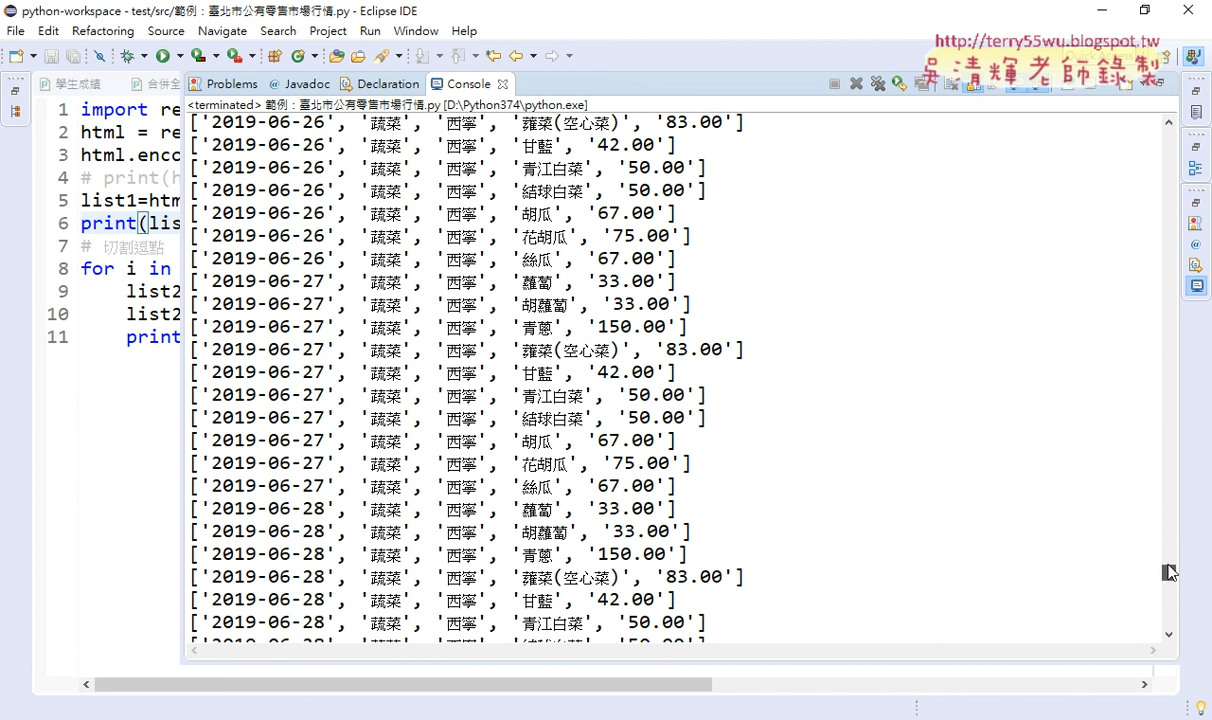 python-workspace - test/src/範例：臺北市公有零售市場行情.py - Eclipse IDE
File Edit Refactoring Source Navigate Search Project Run Window Help
http://terry55wu.blogspot.tw
吳清輝老師錄製
學生成績 合併全 Problems Javadoc Declaration Console
<terminated> 範例：臺北市公有零售市場行情.py [D:\Python374\python.exe]
1 import re
2 html = re
3 html.enco
4 # print(h
5 list1=htm
6 print(lis
7 # 切割逗點
8 for i in
9 list2
10 list2
11 print
['2019-06-26', '蔬菜', '西寧', '蕹菜(空心菜)', '83.00']
['2019-06-26', '蔬菜', '西寧', '甘藍', '42.00']
['2019-06-26', '蔬菜', '西寧', '青江白菜', '50.00']
['2019-06-26', '蔬菜', '西寧', '結球白菜', '50.00']
['2019-06-26', '蔬菜', '西寧', '胡瓜', '67.00']
['2019-06-26', '蔬菜', '西寧', '花胡瓜', '75.00']
['2019-06-26', '蔬菜', '西寧', '絲瓜', '67.00']
['2019-06-27', '蔬菜', '西寧', '蘿蔔', '33.00']
['2019-06-27', '蔬菜', '西寧', '胡蘿蔔', '33.00']
['2019-06-27', '蔬菜', '西寧', '青蔥', '150.00']
['2019-06-27', '蔬菜', '西寧', '蕹菜(空心菜)', '83.00']
['2019-06-27', '蔬菜', '西寧', '甘藍', '42.00']
['2019-06-27', '蔬菜', '西寧', '青江白菜', '50.00']
['2019-06-27', '蔬菜', '西寧', '結球白菜', '50.00']
['2019-06-27', '蔬菜', '西寧', '胡瓜', '67.00']
['2019-06-27', '蔬菜', '西寧', '花胡瓜', '75.00']
['2019-06-27', '蔬菜', '西寧', '絲瓜', '67.00']
['2019-06-28', '蔬菜', '西寧', '蘿蔔', '33.00']
['2019-06-28', '蔬菜', '西寧', '胡蘿蔔', '33.00']
['2019-06-28', '蔬菜', '西寧', '青蔥', '150.00']
['2019-06-28', '蔬菜', '西寧', '蕹菜(空心菜)', '83.00']
['2019-06-28', '蔬菜', '西寧', '甘藍', '42.00']
['2019-06-28', '蔬菜', '西寧', '青江白菜', '50.00']